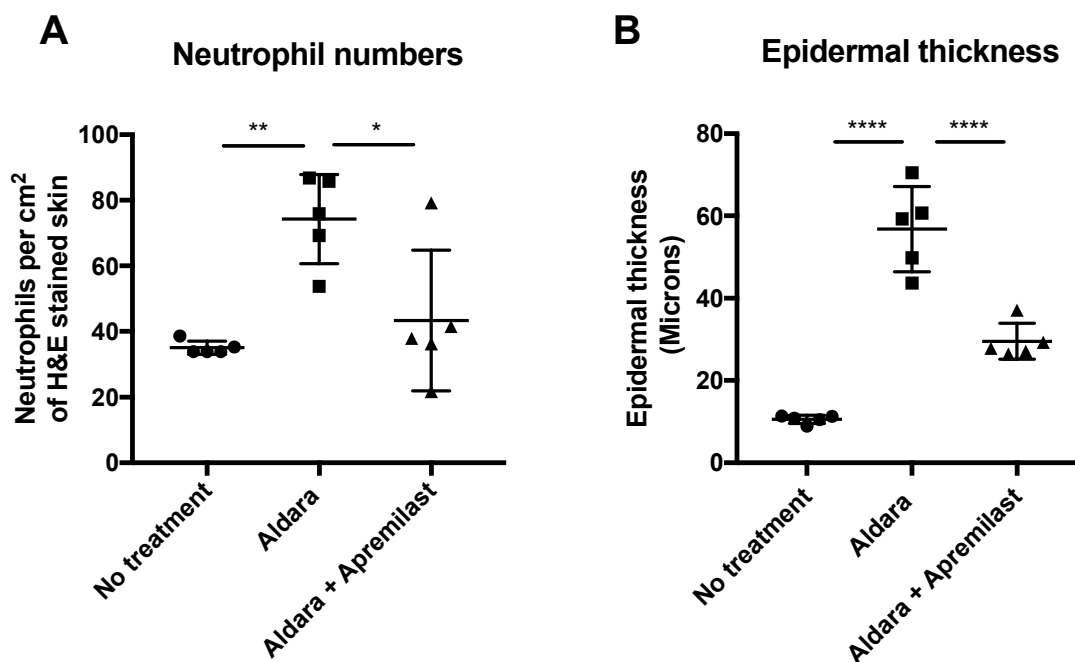 A
Neutrophil numbers
Neutrophils per cm²
of H&E stained skin
100
80
60
40
20
0
**
*
No treatment
Aldara
Aldara + Apremilast
B
Epidermal thickness
Epidermal thickness
(Microns)
80
60
40
20
0
****
****
No treatment
Aldara
Aldara + Apremilast